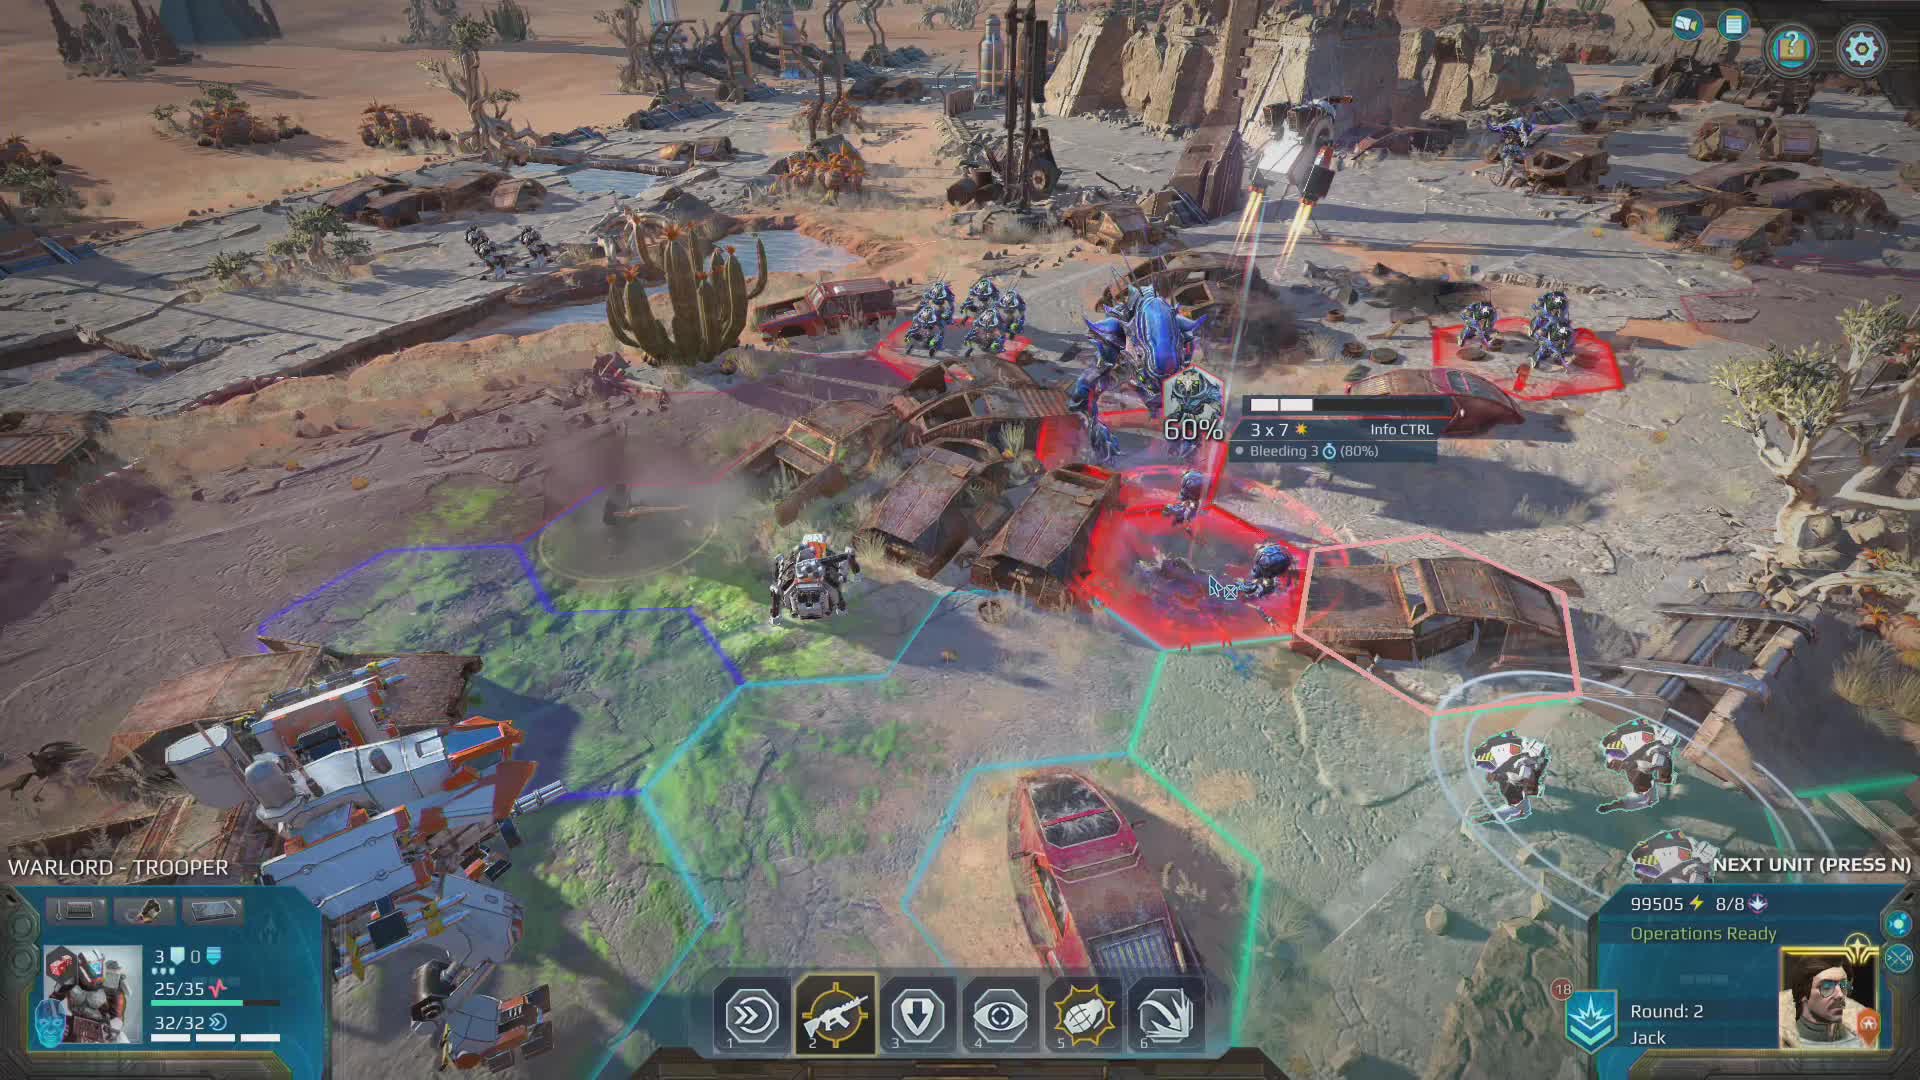 60%
3 x 7
Info CTRL
Bleeding 3 (80%)
WARLORD - TROOPER
3 0
25/35
32/32
1
2
3
4
5
6
NEXT UNIT (PRESS N)
99505 8/8
Operations Ready
18
Round: 2
Jack